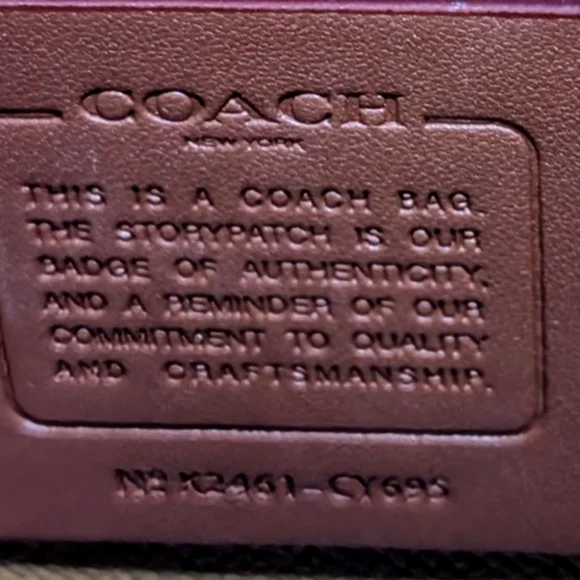 COACH
NEW YORK
THIS IS A COACH BAG.
THE STORYPATCH IS OUR
BADGE OF AUTHENTICITY,
AND A REMINDER OF OUR
COMMITMENT TO QUALITY
AND CRAFTSMANSHIP.
Nº K2461-CY695